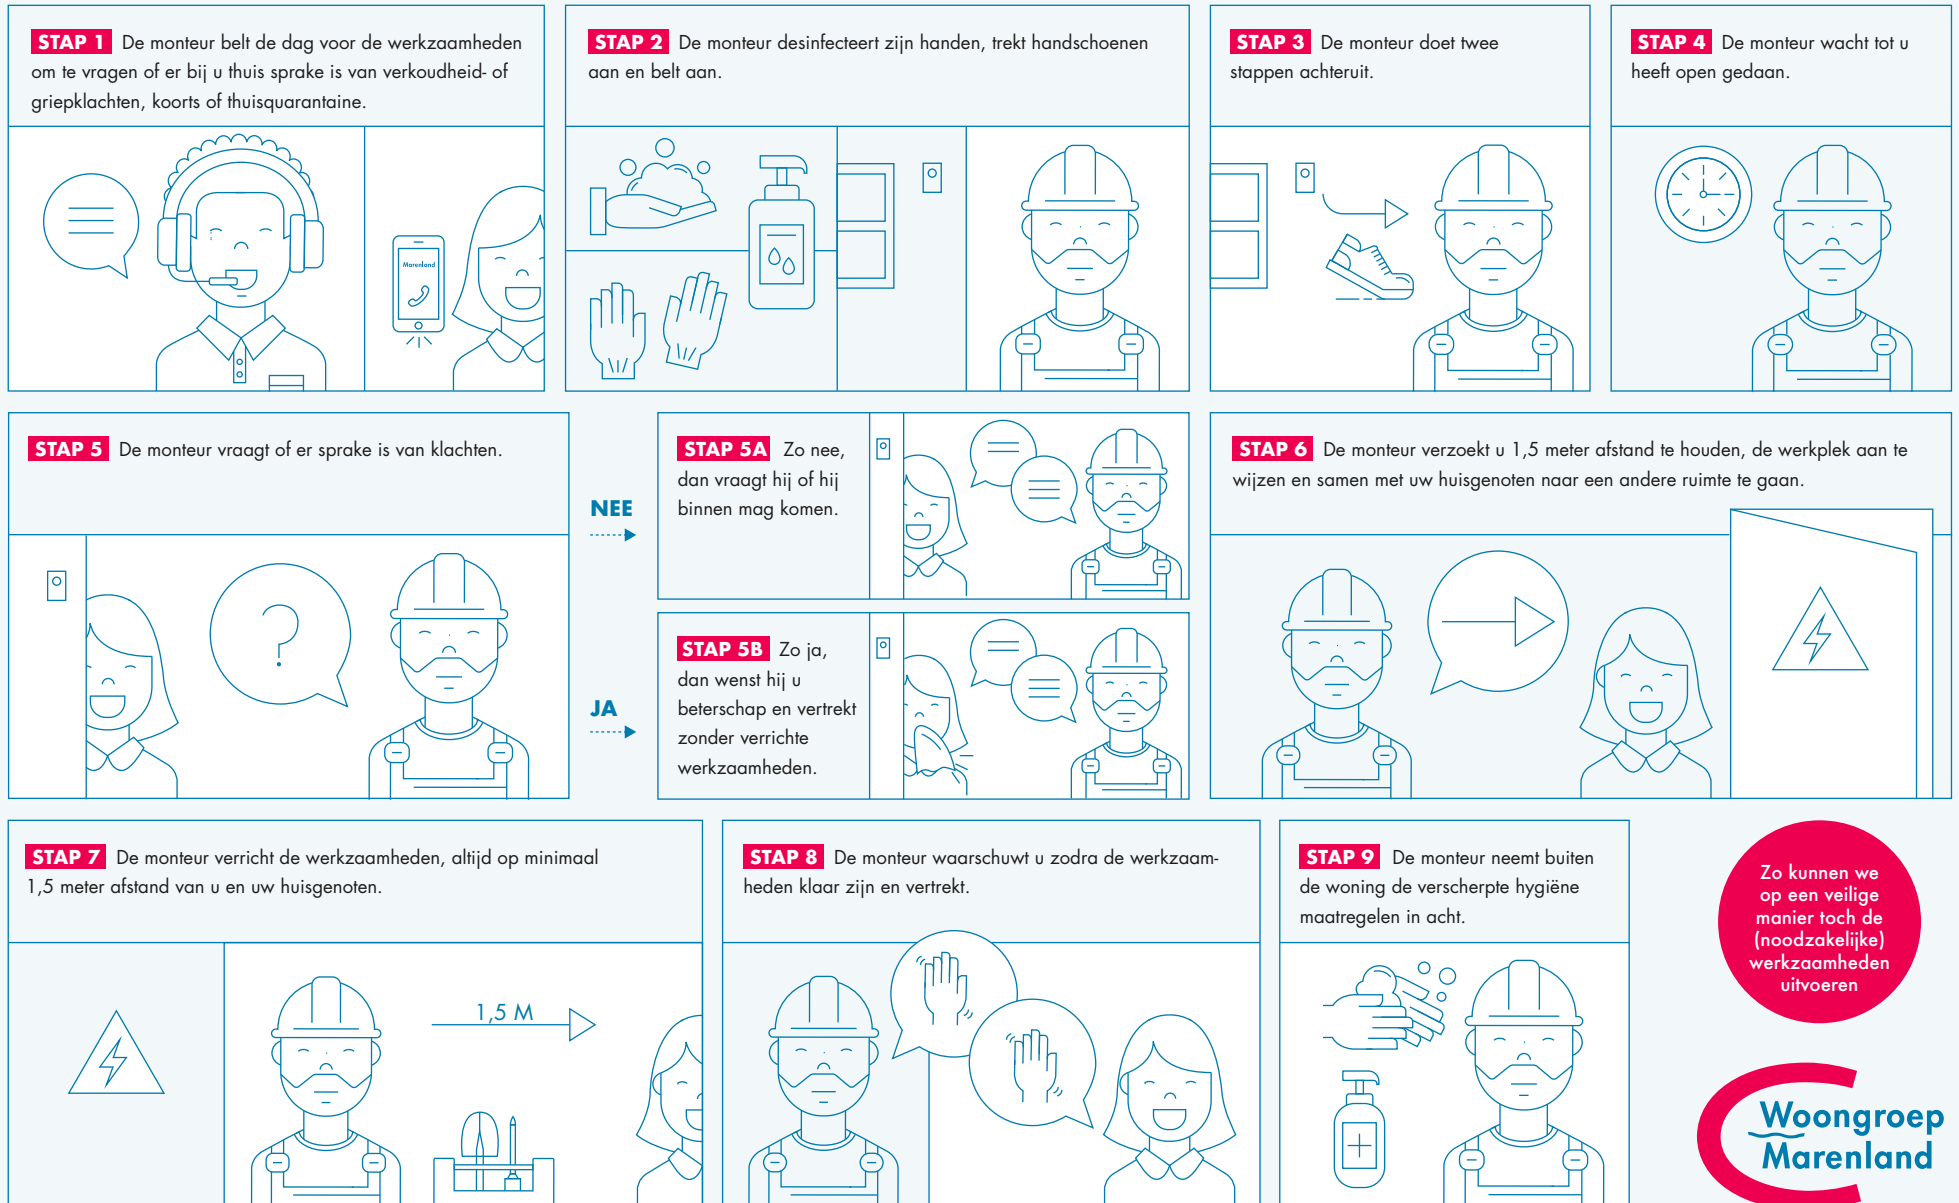 STAP 1 De monteur belt de dag voor de werkzaamheden
om te vragen of er bij u thuis sprake is van verkoudheid- of
griepklachten, koorts of thuisquarantaine.
Marenland
STAP 2 De monteur desinfecteert zijn handen, trekt handschoenen
aan en belt aan.
STAP 3 De monteur doet twee
stappen achteruit.
STAP 4 De monteur wacht tot u
heeft open gedaan.
STAP 5 De monteur vraagt of er sprake is van klachten.
?
NEE
STAP 5A Zo nee,
dan vraagt hij of hij
binnen mag komen.
JA
STAP 5B Zo ja,
dan wenst hij u
beterschap en vertrekt
zonder verrichte
werkzaamheden.
STAP 6 De monteur verzoekt u 1,5 meter afstand te houden, de werkplek aan te
wijzen en samen met uw huisgenoten naar een andere ruimte te gaan.
STAP 7 De monteur verricht de werkzaamheden, altijd op minimaal
1,5 meter afstand van u en uw huisgenoten.
1,5 M
STAP 8 De monteur waarschuwt u zodra de werkzaam-
heden klaar zijn en vertrekt.
STAP 9 De monteur neemt buiten
de woning de verscherpte hygiëne
maatregelen in acht.
Zo kunnen we
op een veilige
manier toch de
(noodzakelijke)
werkzaamheden
uitvoeren
Woongroep
Marenland